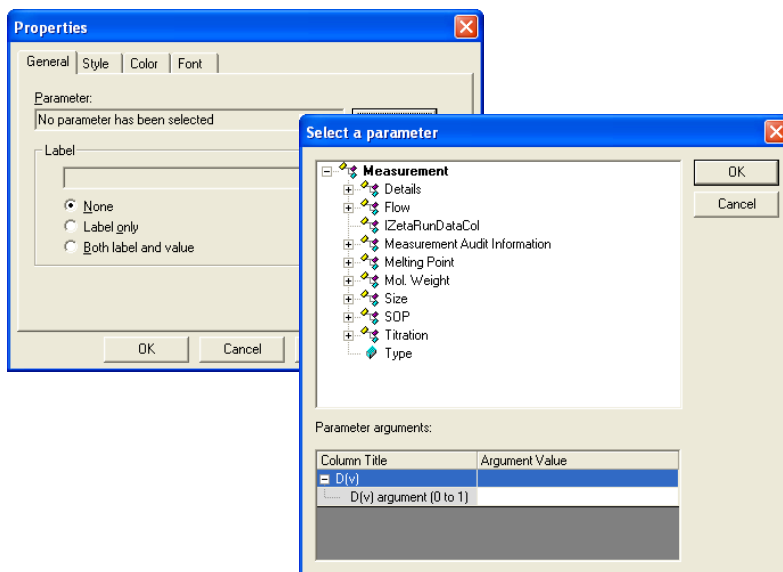 Properties
General Style Color Font
Parameter:
No parameter has been selected
Label
None
Label only
Both label and value
OK Cancel
Select a parameter
Measurement
Details
Flow
IZetaRunDataCol
Measurement Audit Information
Melting Point
Mol. Weight
Size
SOP
Titration
Type
OK
Cancel
Parameter arguments:
Column Title Argument Value
D(v)
D(v) argument (0 to 1)